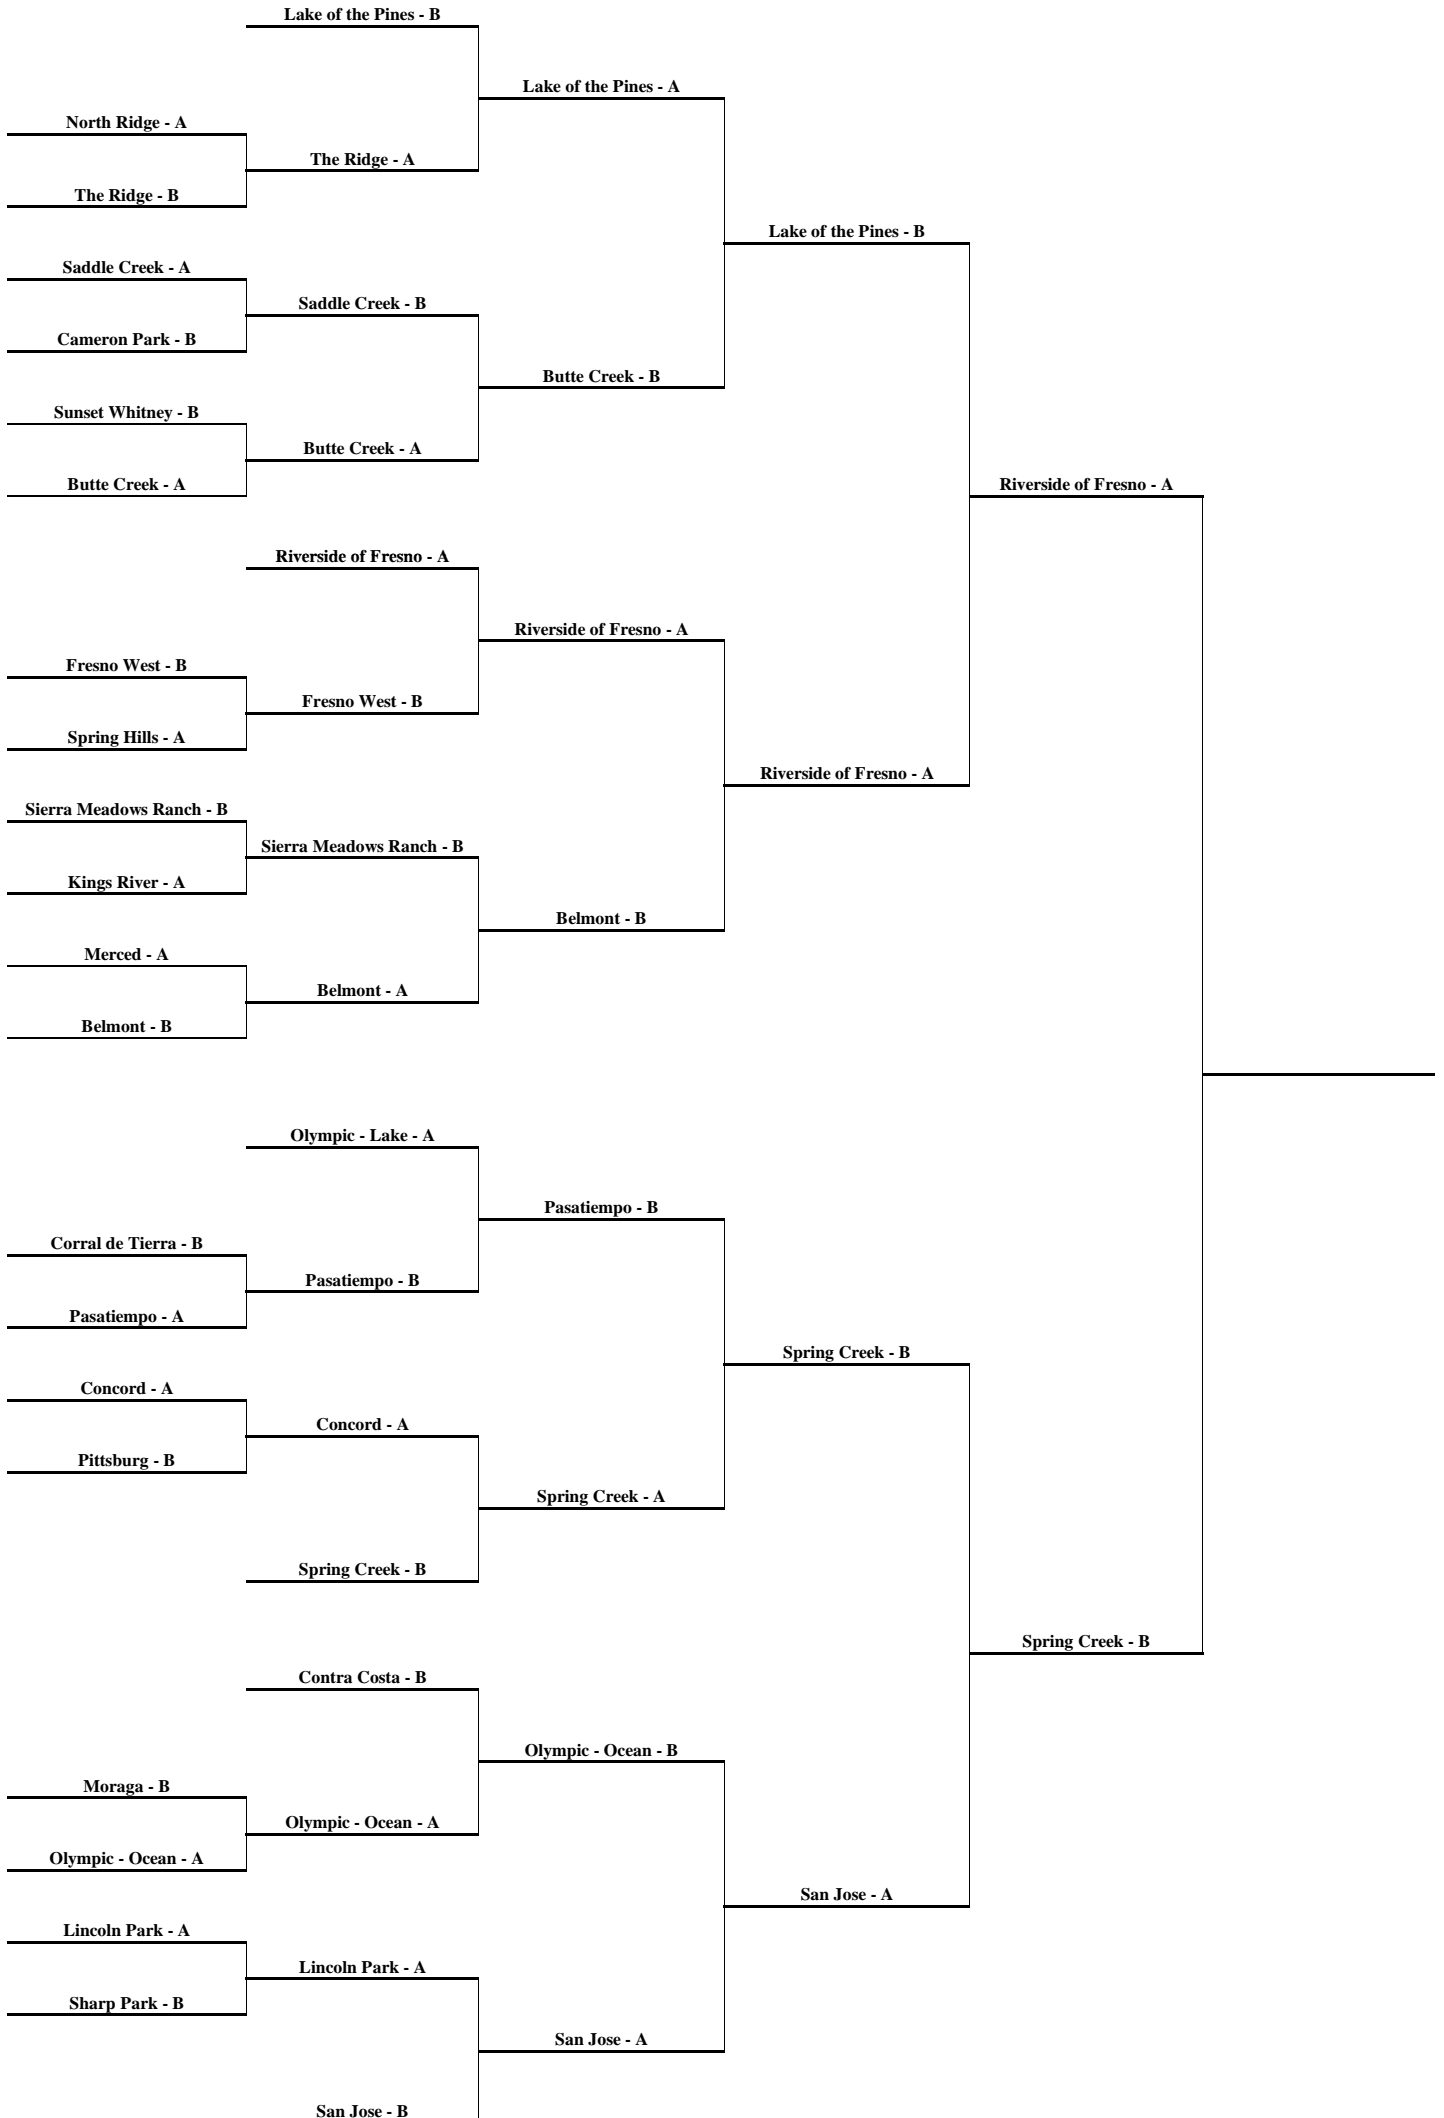 Lake of the Pines - B
Lake of the Pines - A
North Ridge - A
The Ridge - A
The Ridge - B
Lake of the Pines - B
Saddle Creek - A
Saddle Creek - B
Cameron Park - B
Butte Creek - B
Sunset Whitney - B
Butte Creek - A
Butte Creek - A
Riverside of Fresno - A
Riverside of Fresno - A
Riverside of Fresno - A
Fresno West - B
Fresno West - B
Spring Hills - A
Riverside of Fresno - A
Sierra Meadows Ranch - B
Sierra Meadows Ranch - B
Kings River - A
Belmont - B
Merced - A
Belmont - A
Belmont - B
Olympic - Lake - A
Pasatiempo - B
Corral de Tierra - B
Pasatiempo - B
Pasatiempo - A
Spring Creek - B
Concord - A
Concord - A
Pittsburg - B
Spring Creek - A
Spring Creek - B
Spring Creek - B
Contra Costa - B
Olympic - Ocean - B
Moraga - B
Olympic - Ocean - A
Olympic - Ocean - A
San Jose - A
Lincoln Park - A
Lincoln Park - A
Sharp Park - B
San Jose - A
San Jose - B